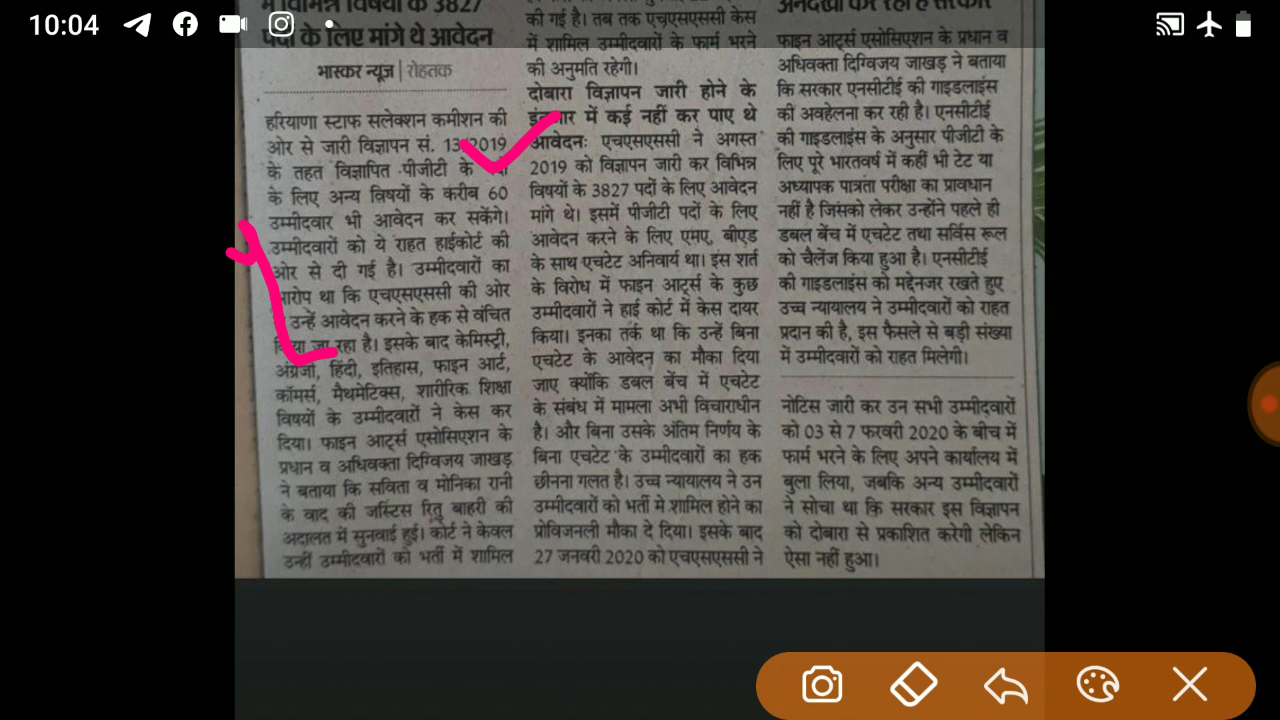 10:04
में विभिन्न विषयों के 3827
पदों के लिए मांगे थे आवेदन
भास्कर न्यूज | रोहतक
हरियाणा स्टाफ सलेक्शन कमीशन की
ओर से जारी विज्ञापन सं. 13 2019
के तहत विज्ञापित पीजीटी के
के लिए अन्य विषयों के करीब 60
उम्मीदवार भी आवेदन कर सकेंगे।
उम्मीदवारों को ये राहत हाईकोर्ट की
ओर से दी गई है। उम्मीदवारों का
आरोप था कि एचएसएससी की ओर
उन्हें आवेदन करने के हक से वंचित
किया जा रहा है। इसके बाद केमिस्ट्री,
अंग्रेजी, हिंदी, इतिहास, फाइन आर्ट,
कॉमर्स, मैथमेटिक्स, शारीरिक शिक्षा
विषयों के उम्मीदवारों ने केस कर
दिया। फाइन आर्ट्स एसोसिएशन के
प्रधान व अधिवक्ता दिग्विजय जाखड़
ने बताया कि सविता व मोनिका रानी
के वाद की जस्टिस रितु बाहरी की
अदालत में सुनवाई हुई। कोर्ट ने केवल
उन्हीं उम्मीदवारों को भर्ती में शामिल
की गई है। तब तक एचएसएससी केस
में शामिल उम्मीदवारों के फार्म भरने
की अनुमति रहेगी।
दोबारा विज्ञापन जारी होने के
इंतजार में कई नहीं कर पाए थे
आवेदनः एचएसएससी ने अगस्त
2019 को विज्ञापन जारी कर विभिन्न
विषयों के 3827 पदों के लिए आवेदन
मांगे थे। इसमें पीजीटी पदों के लिए
आवेदन करने के लिए एमए, बीएड
के साथ एचटेट अनिवार्य था। इस शर्त
के विरोध में फाइन आर्ट्स के कुछ
उम्मीदवारों ने हाई कोर्ट में केस दायर
किया। इनका तर्क था कि उन्हें बिना
एचटेट के आवेदन का मौका दिया
जाए क्योंकि डबल बेंच में एचटेट
के संबंध में मामला अभी विचाराधीन
है। और बिना उसके अंतिम निर्णय के
बिना एचटेट के उम्मीदवारों का हक
छीनना गलत है। उच्च न्यायालय ने उन
उम्मीदवारों को भर्ती मे शामिल होने का
प्रोविजनली मौका दे दिया। इसके बाद
27 जनवरी 2020 को एचएसएससी ने
अनदेखी कर रही है सरकार
फाइन आर्ट्स एसोसिएशन के प्रधान व
अधिवक्ता दिग्विजय जाखड़ ने बताया
कि सरकार एनसीटीई की गाइडलाइंस
की अवहेलना कर रही है। एनसीटीई
की गाइडलाइंस के अनुसार पीजीटी के
लिए पूरे भारतवर्ष में कहीं भी टेट या
अध्यापक पात्रता परीक्षा का प्रावधान
नहीं है जिसको लेकर उन्होंने पहले ही
डबल बेंच में एचटेट तथा सर्विस रूल
को चैलेंज किया हुआ है। एनसीटीई
की गाइडलाइंस को मद्देनजर रखते हुए
उच्च न्यायालय ने उम्मीदवारों को राहत
प्रदान की है, इस फैसले से बड़ी संख्या
में उम्मीदवारों को राहत मिलेगी।
नोटिस जारी कर उन सभी उम्मीदवारों
को 03 से 7 फरवरी 2020 के बीच में
फार्म भरने के लिए अपने कार्यालय में
बुला लिया, जबकि अन्य उम्मीदवारों
ने सोचा था कि सरकार इस विज्ञापन
को दोबारा से प्रकाशित करेगी लेकिन
ऐसा नहीं हुआ।